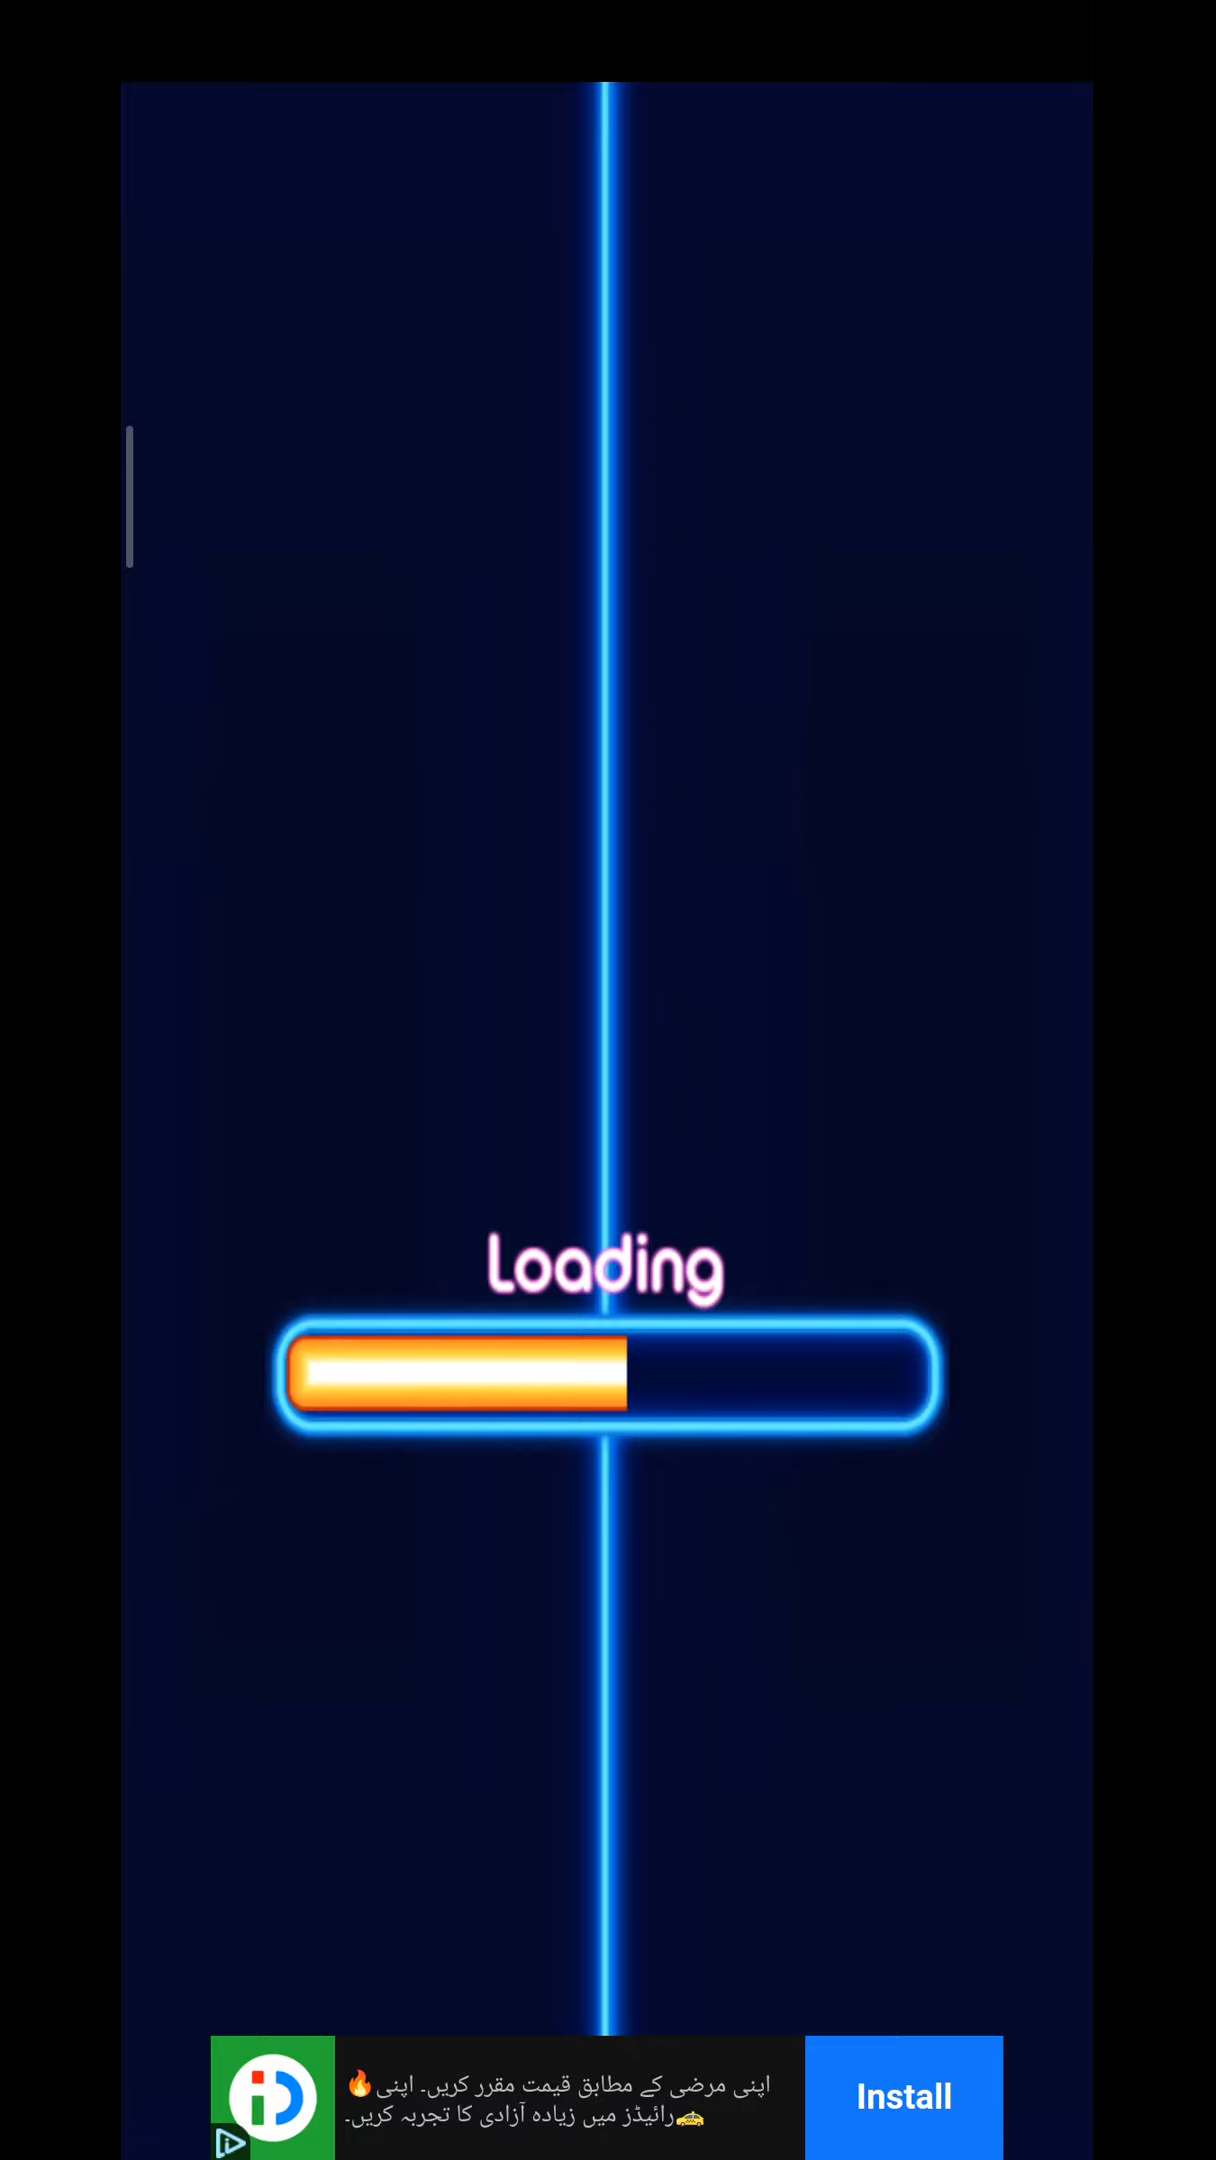 Loading
🔥اپنی مرضی کے مطابق قیمت مقرر کریں۔ اپنی
رائیڈز میں زیادہ آزادی کا تجربہ کریں۔🚕
Install